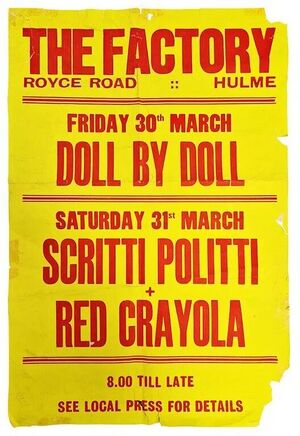 THE FACTORY
ROYCE ROAD :: HULME
FRIDAY 30th MARCH
DOLL BY DOLL
SATURDAY 31st MARCH
SCRITTI POLITTI
+
RED CRAYOLA
8.00 TILL LATE
SEE LOCAL PRESS FOR DETAILS